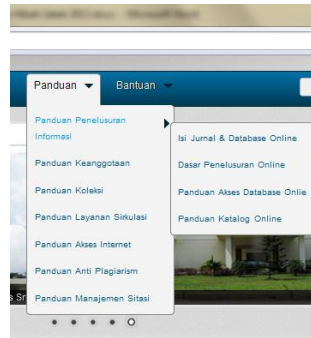 Panduan
Bantuan
Panduan Penelusuran
Informasi
Panduan Keanggotaan
Panduan Koleksi
Panduan Layanan Sirkulasi
Panduan Akses Internet
Panduan Anti Plagiarism
Panduan Manajemen Sitasi
Isi Jurnal & Database Online
Dasar Penelusuran Online
Panduan Akses Database Onlie
Panduan Katalog Online